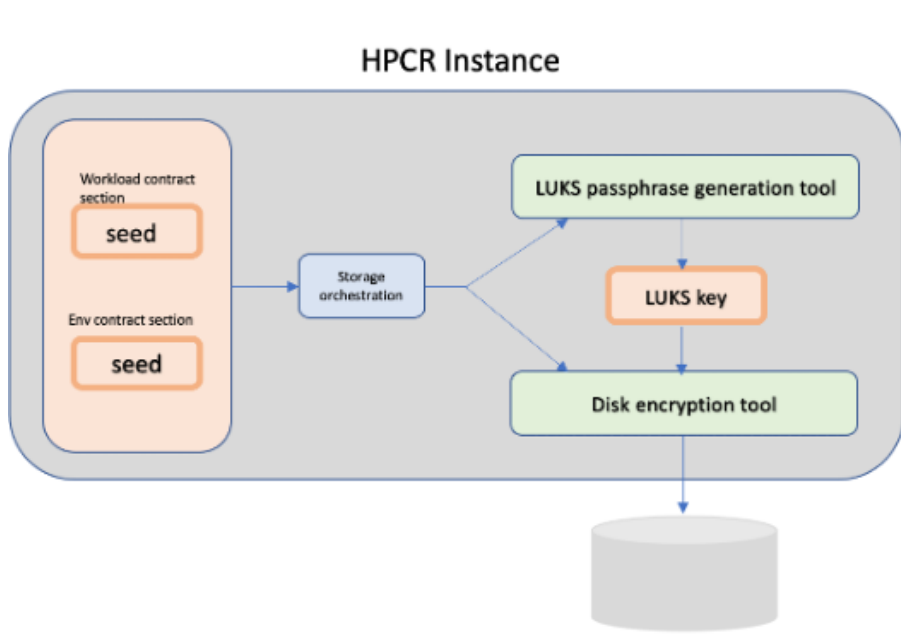 HPCR Instance
Workload contract
section
seed
Env contract section
seed
Storage
orchestration
LUKS passphrase generation tool
LUKS key
Disk encryption tool